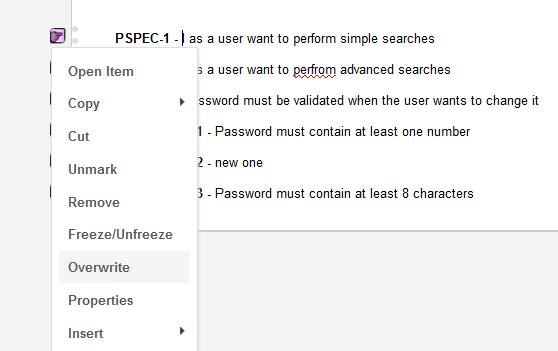 PSPEC-1 - I as a user want to perform simple searches
s a user want to perfrom advanced searches
ssword must be validated when the user wants to change it
1 - Password must contain at least one number
2 - new one
3 - Password must contain at least 8 characters
Open Item
Copy
Cut
Unmark
Remove
Freeze/Unfreeze
Overwrite
Properties
Insert